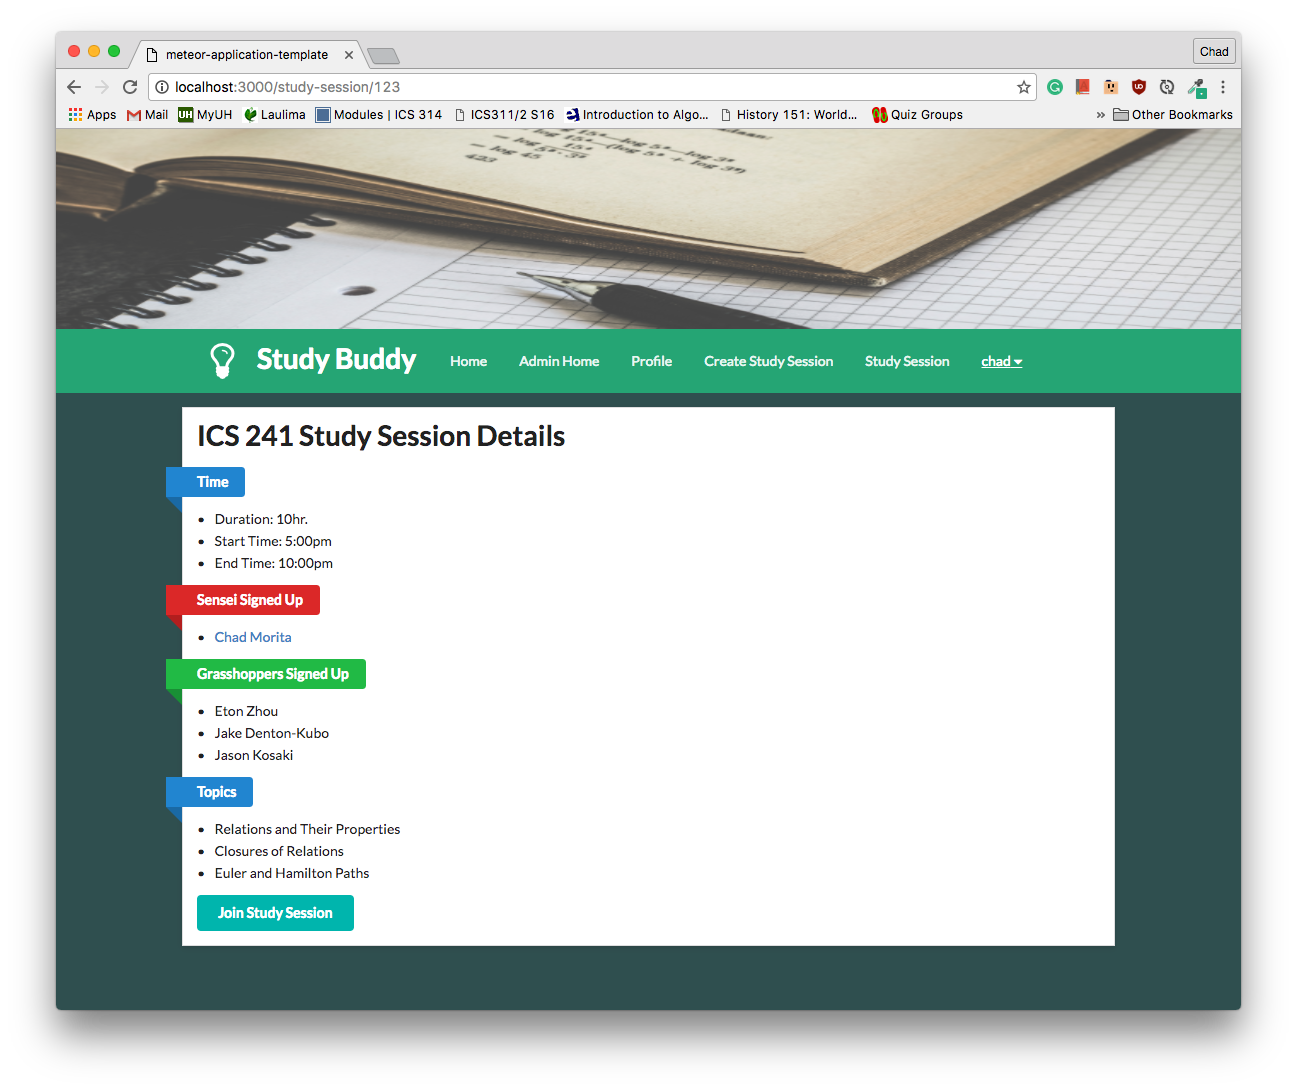 meteor-application-template
Chad
localhost:3000/study-session/123
Apps Mail MyUH Laulima Modules | ICS 314 ICS311/2 S16 Introduction to Algo... History 151: World... Quiz Groups » Other Bookmarks
423
Study Buddy Home Admin Home Profile Create Study Session Study Session chad
ICS 241 Study Session Details
Time
Duration: 10hr.
Start Time: 5:00pm
End Time: 10:00pm
Sensei Signed Up
Chad Morita
Grasshoppers Signed Up
Eton Zhou
Jake Denton-Kubo
Jason Kosaki
Topics
Relations and Their Properties
Closures of Relations
Euler and Hamilton Paths
Join Study Session